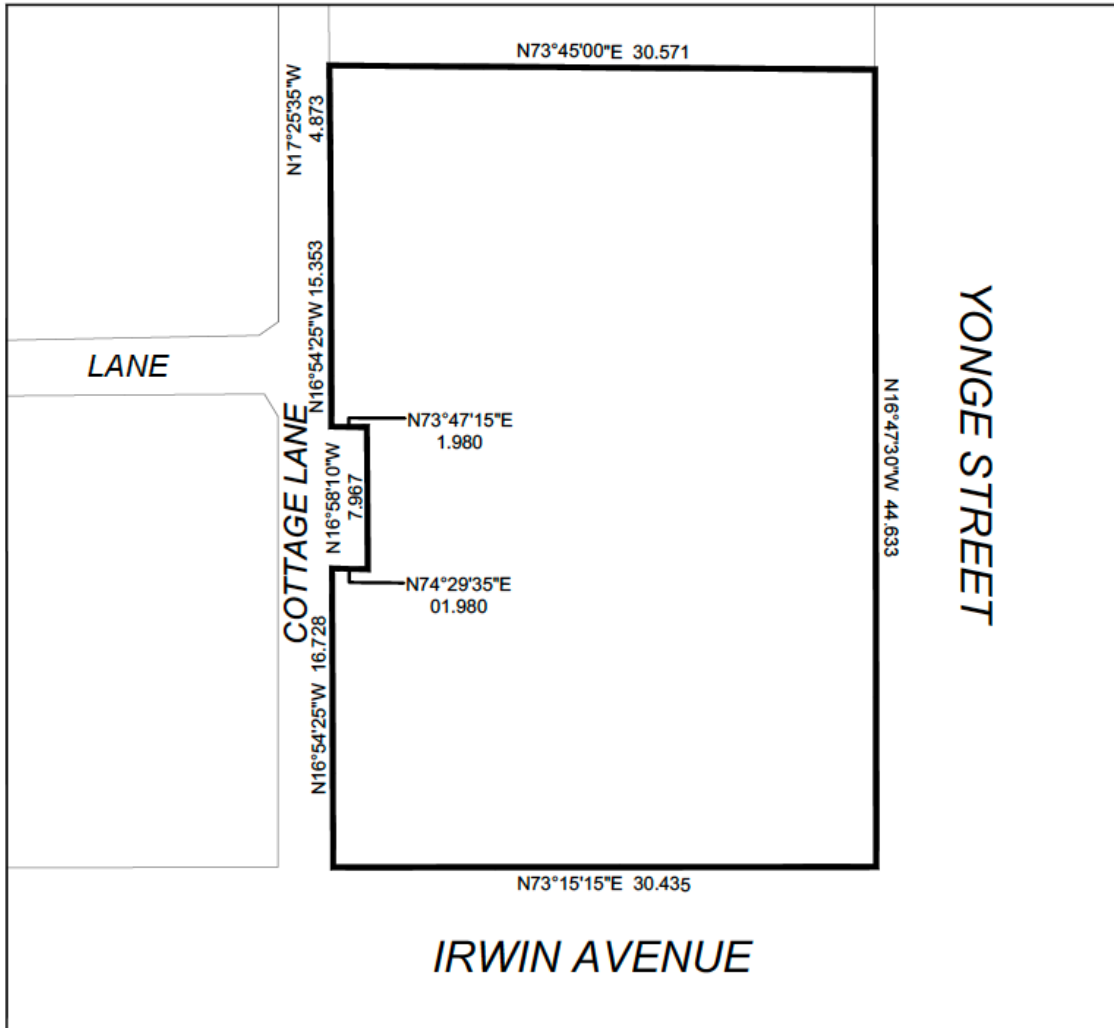 N73°45'00"E 30.571
N17°25'35"W
4.873
N16°54'25"W 15.353
YONGE STREET
LANE
N16°47'30"W 44.633
COTTAGE LANE
N73°47'15"E
1.980
N16°58'10"W
7.967
N74°29'35"E
01.980
N16°54'25"W 16.728
N73°15'15"E 30.435
IRWIN AVENUE